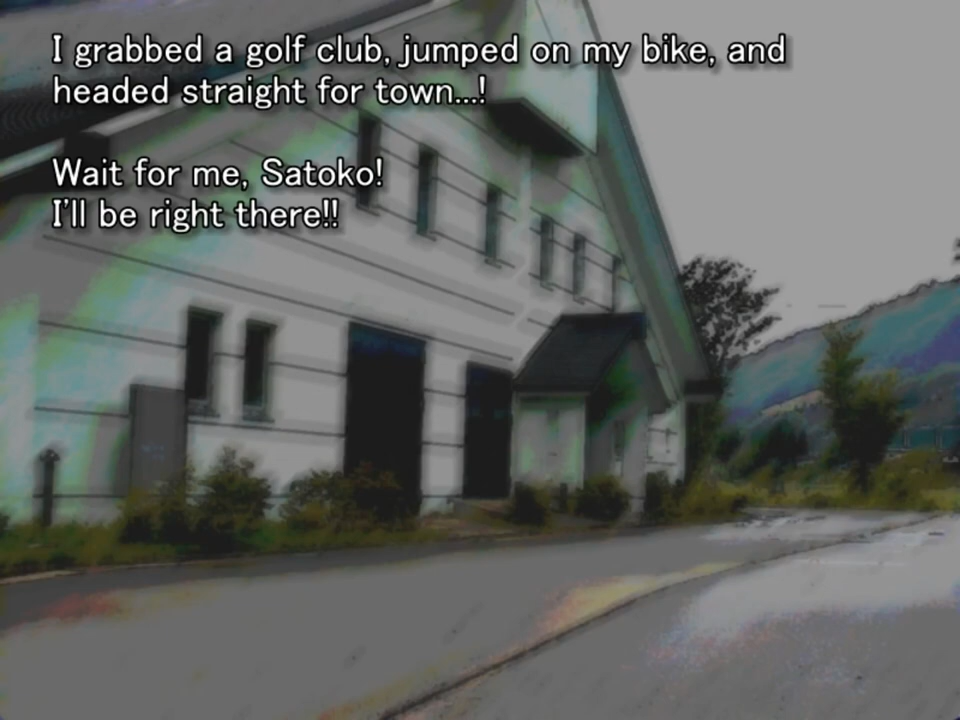 I grabbed a golf club, jumped on my bike, and
headed straight for town...!
Wait for me, Satoko!
I'll be right there!!